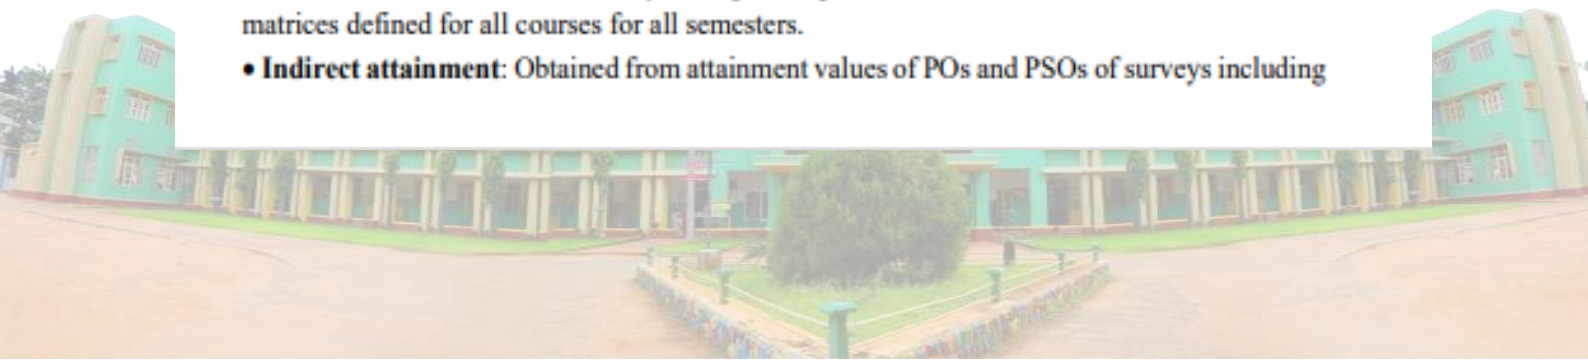 matrices defined for all courses for all semesters.
• Indirect attainment: Obtained from attainment values of POs and PSOs of surveys including